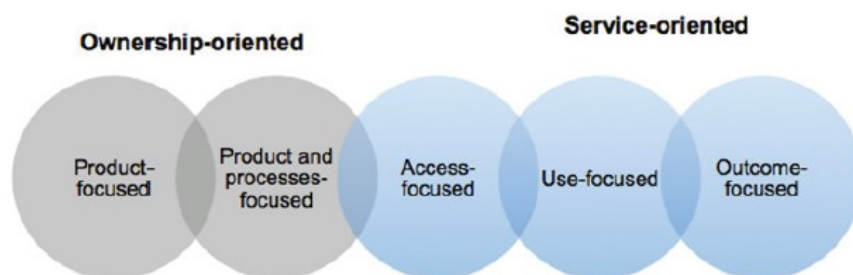 Ownership-oriented
Service-oriented
Product-
focused
Product and
processes-
focused
Access-
focused
Use-focused
Outcome-
focused